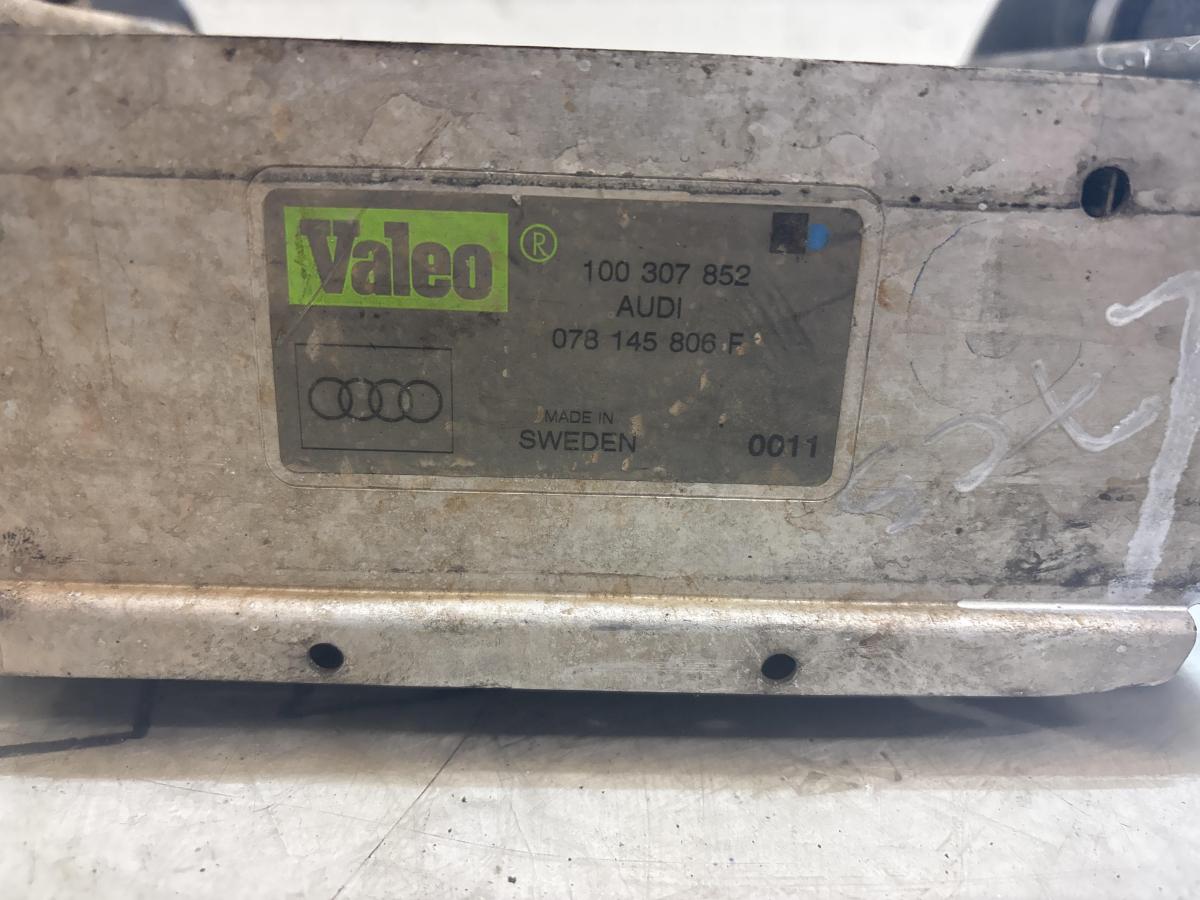 Valeo®
100 307 852
AUDI
078 145 806 F
MADE IN
SWEDEN
0011